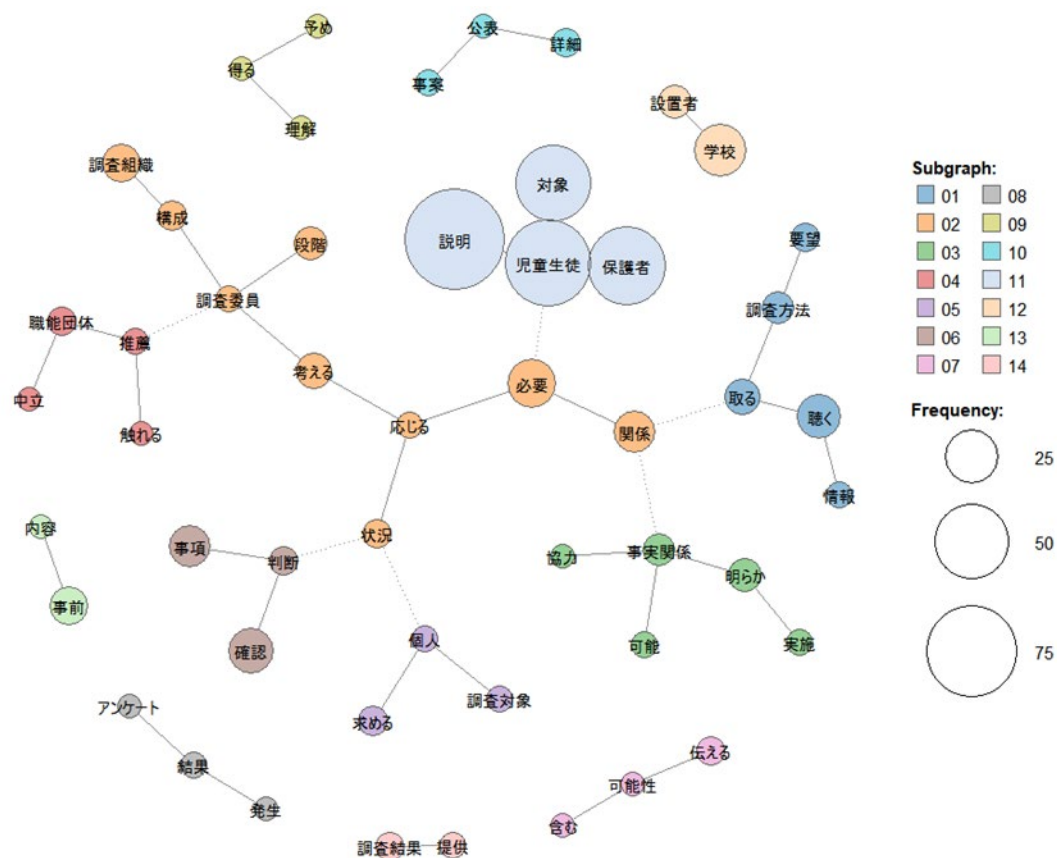 予め
得る
理解
公表
詳細
事案
設置者
学校
調査組織
構成
段階
調査委員
職能団体
推薦
中立
触れる
考える
応じる
対象
説明
児童生徒
保護者
必要
関係
要望
調査方法
取る
聴く
情報
内容
事前
事項
判断
確認
状況
個人
求める
調査対象
協力
事実関係
明らか
可能
実施
アンケート
結果
発生
調査結果
提供
伝える
可能性
含む
Subgraph:
01
02
03
04
05
06
07
08
09
10
11
12
13
14
Frequency:
25
50
75